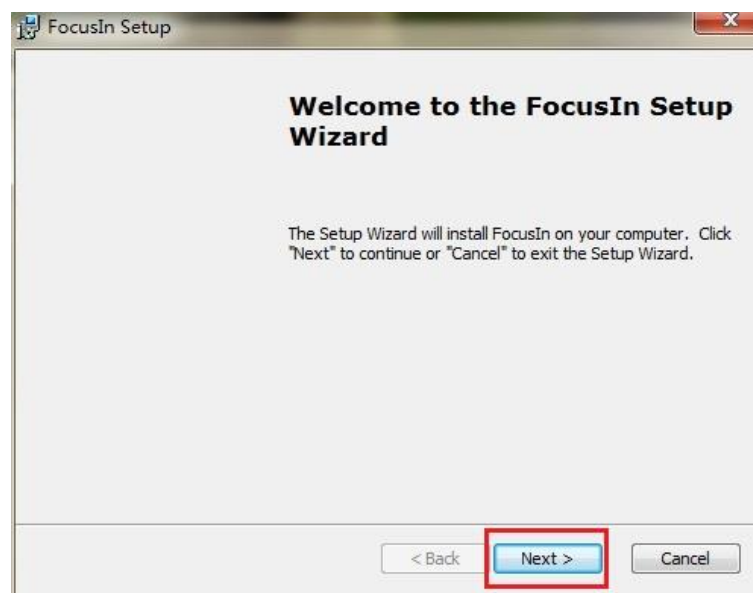 FocusIn Setup
Welcome to the FocusIn Setup
Wizard
The Setup Wizard will install FocusIn on your computer. Click
"Next" to continue or "Cancel" to exit the Setup Wizard.
< Back Next > Cancel